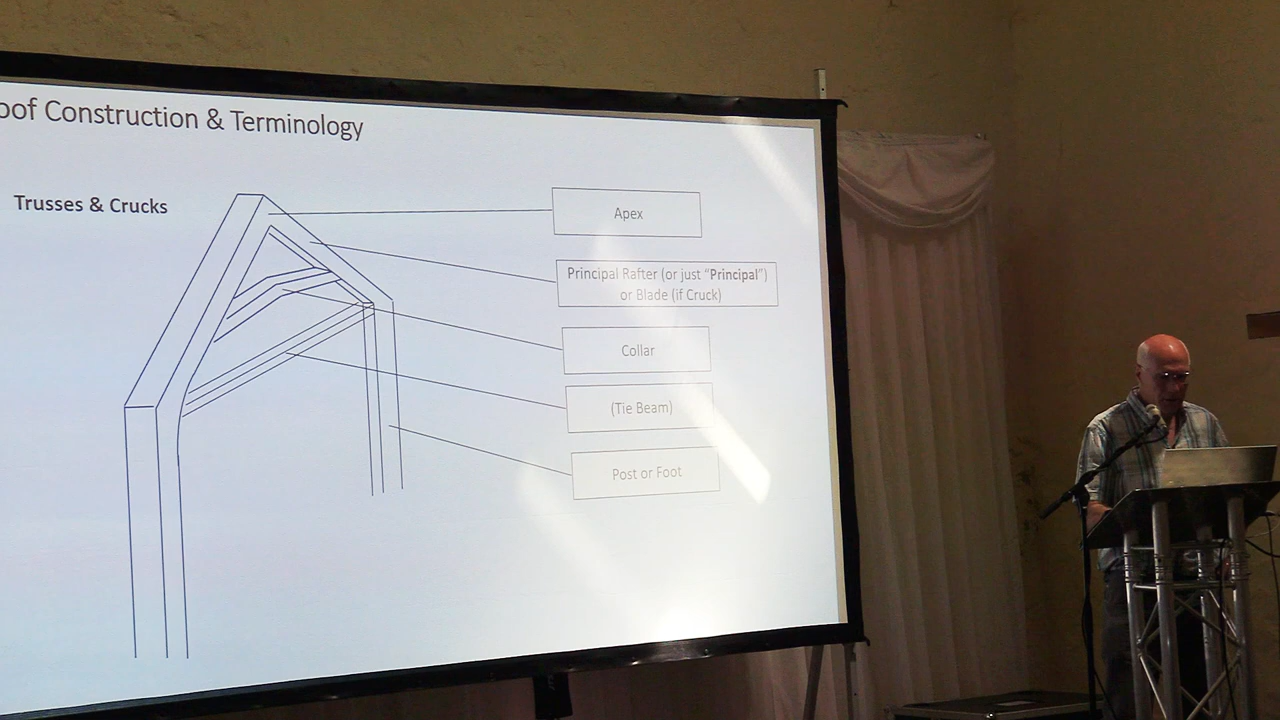 oof Construction & Terminology
Trusses & Crucks
Apex
Principal Rafter (or just “Principal”)
or Blade (if Cruck)
Collar
(Tie Beam)
Post or Foot